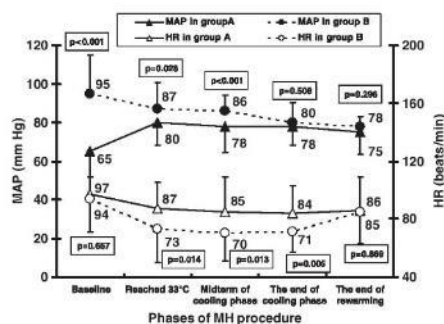 MAP in groupA MAP in group B
HR in group A HR in group B
120 200
100 160
80
60 120
40 80
20
0 40
MAP (mm Hg)
HR (beats/min)
p<0.001 p=0.028 p<0.001 p=0.508 p=0.296
95 87 86 80 78
65 80 78 78 75
97 87 85 84 86
94 73 70 71 85
p=0.657 p=0.014 p=0.013 p=0.006 p=0.869
Baseline Reached 33°C Midterm of The end of The end of
cooling phase cooling phase rewarming
Phases of MH procedure